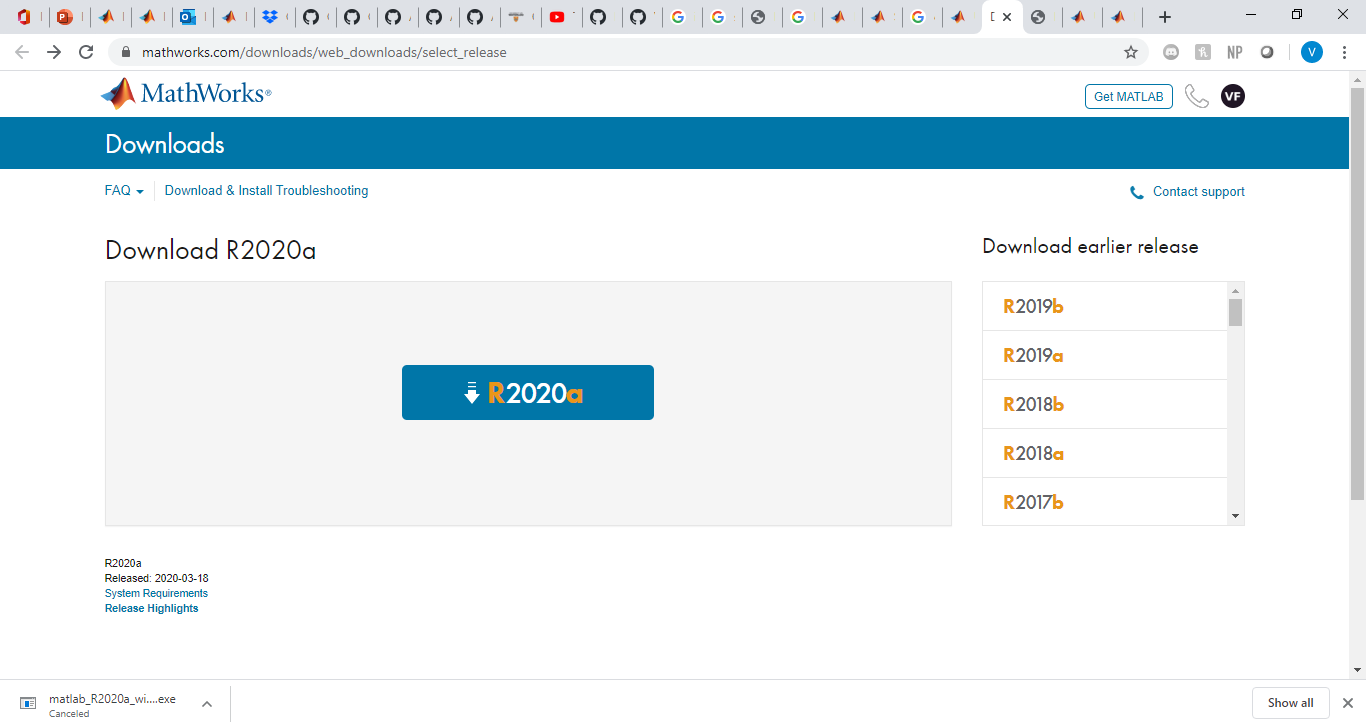 mathworks.com/downloads/web_downloads/select_release
NP
V
MathWorks®
Get MATLAB
VF
Downloads
FAQ
Download & Install Troubleshooting
Contact support
Download R2020a
R2020a
R2020a
Released: 2020-03-18
System Requirements
Release Highlights
Download earlier release
R2019b
R2019a
R2018b
R2018a
R2017b
matlab_R2020a_wi....exe
Canceled
Show all